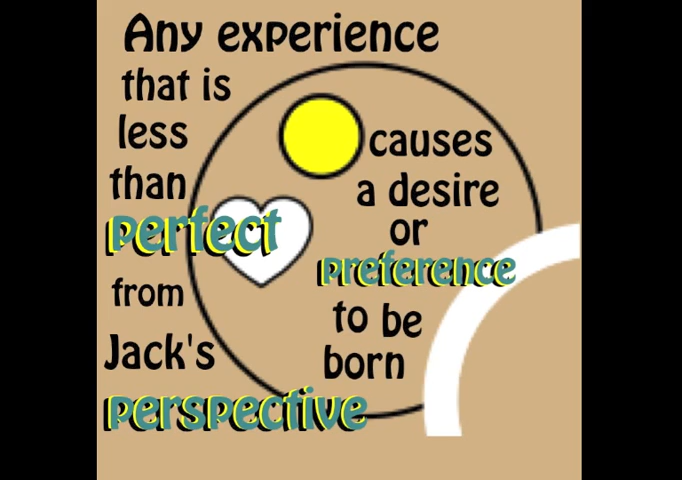 Any experience
that is
less
than
perfect
from
Jack's
perspective
causes
a desire
or
preference
to be
born